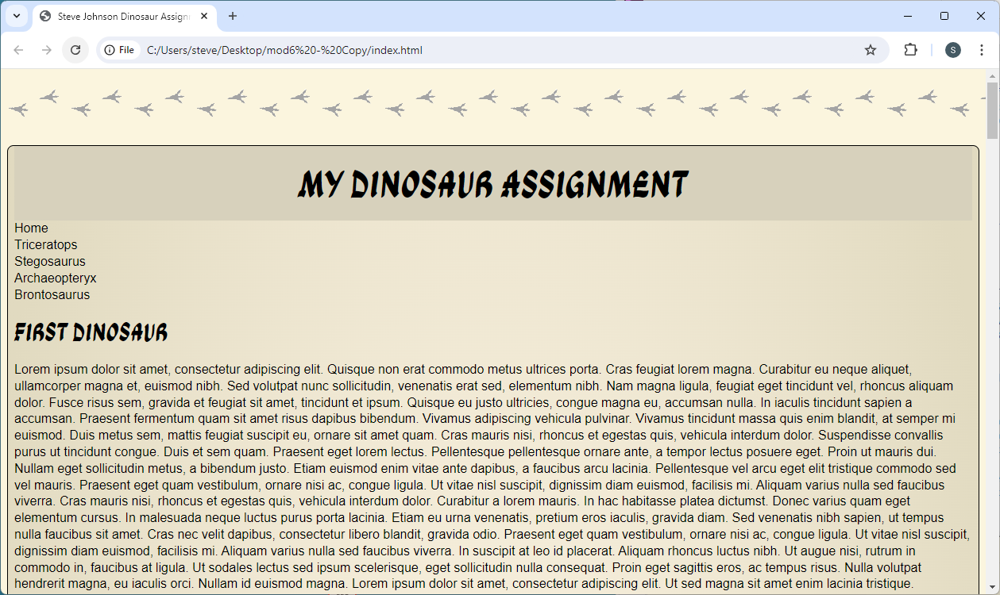 Steve Johnson Dinosaur Assign
File C:/Users/steve/Desktop/mod6%20-%20Copy/index.html S
MY DINOSAUR ASSIGNMENT
Home
Triceratops
Stegosaurus
Archaeopteryx
Brontosaurus
FIRST DINOSAUR
Lorem ipsum dolor sit amet, consectetur adipiscing elit. Quisque non erat commodo metus ultrices porta. Cras feugiat lorem magna. Curabitur eu neque aliquet,
ullamcorper magna et, euismod nibh. Sed volutpat nunc sollicitudin, venenatis erat sed, elementum nibh. Nam magna ligula, feugiat eget tincidunt vel, rhoncus aliquam
dolor. Fusce risus sem, gravida et feugiat sit amet, tincidunt et ipsum. Quisque eu justo ultricies, congue magna eu, accumsan nulla. In iaculis tincidunt sapien a
accumsan. Praesent fermentum quam sit amet risus dapibus bibendum. Vivamus adipiscing vehicula pulvinar. Vivamus tincidunt massa quis enim blandit, at semper mi
euismod. Duis metus sem, mattis feugiat suscipit eu, ornare sit amet quam. Cras mauris nisi, rhoncus et egestas quis, vehicula interdum dolor. Suspendisse convallis
purus ut tincidunt congue. Duis et sem quam. Praesent eget lorem lectus. Pellentesque pellentesque ornare ante, a tempor lectus posuere eget. Proin ut mauris dui.
Nullam eget sollicitudin metus, a bibendum justo. Etiam euismod enim vitae ante dapibus, a faucibus arcu lacinia. Pellentesque vel arcu eget elit tristique commodo sed
vel mauris. Praesent eget quam vestibulum, ornare nisi ac, congue ligula. Ut vitae nisl suscipit, dignissim diam euismod, facilisis mi. Aliquam varius nulla sed faucibus
viverra. Cras mauris nisi, rhoncus et egestas quis, vehicula interdum dolor. Curabitur a lorem mauris. In hac habitasse platea dictumst. Donec varius quam eget
elementum cursus. In malesuada neque luctus purus porta lacinia. Etiam eu urna venenatis, pretium eros iaculis, gravida diam. Sed venenatis nibh sapien, ut tempus
nulla faucibus sit amet. Cras nec velit dapibus, consectetur libero blandit, gravida odio. Praesent eget quam vestibulum, ornare nisi ac, congue ligula. Ut vitae nisl suscipit,
dignissim diam euismod, facilisis mi. Aliquam varius nulla sed faucibus viverra. In suscipit at leo id placerat. Aliquam rhoncus luctus nibh. Ut augue nisi, rutrum in
commodo in, faucibus at ligula. Ut sodales lectus sed ipsum scelerisque, eget sollicitudin nulla consequat. Proin eget sagittis eros, ac tempus risus. Nulla volutpat
hendrerit magna, eu iaculis orci. Nullam id euismod magna. Lorem ipsum dolor sit amet, consectetur adipiscing elit. Ut sed magna sit amet enim lacinia tristique.